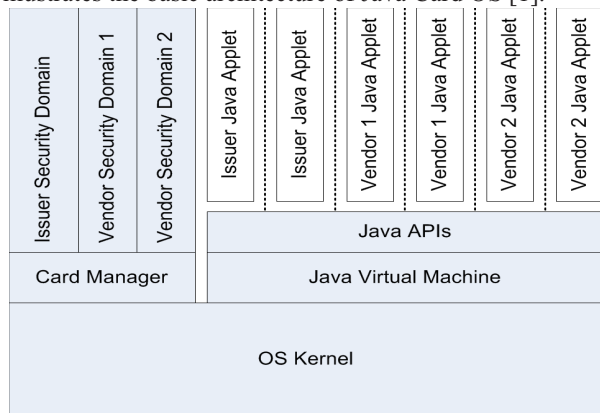 illustrates the basic architecture of Java Card OS [1].
Issuer Security Domain
Vendor Security Domain 1
Vendor Security Domain 2
Issuer Java Applet
Issuer Java Applet
Vendor 1 Java Applet
Vendor 1 Java Applet
Vendor 2 Java Applet
Vendor 2 Java Applet
Java APIs
Card Manager
Java Virtual Machine
OS Kernel